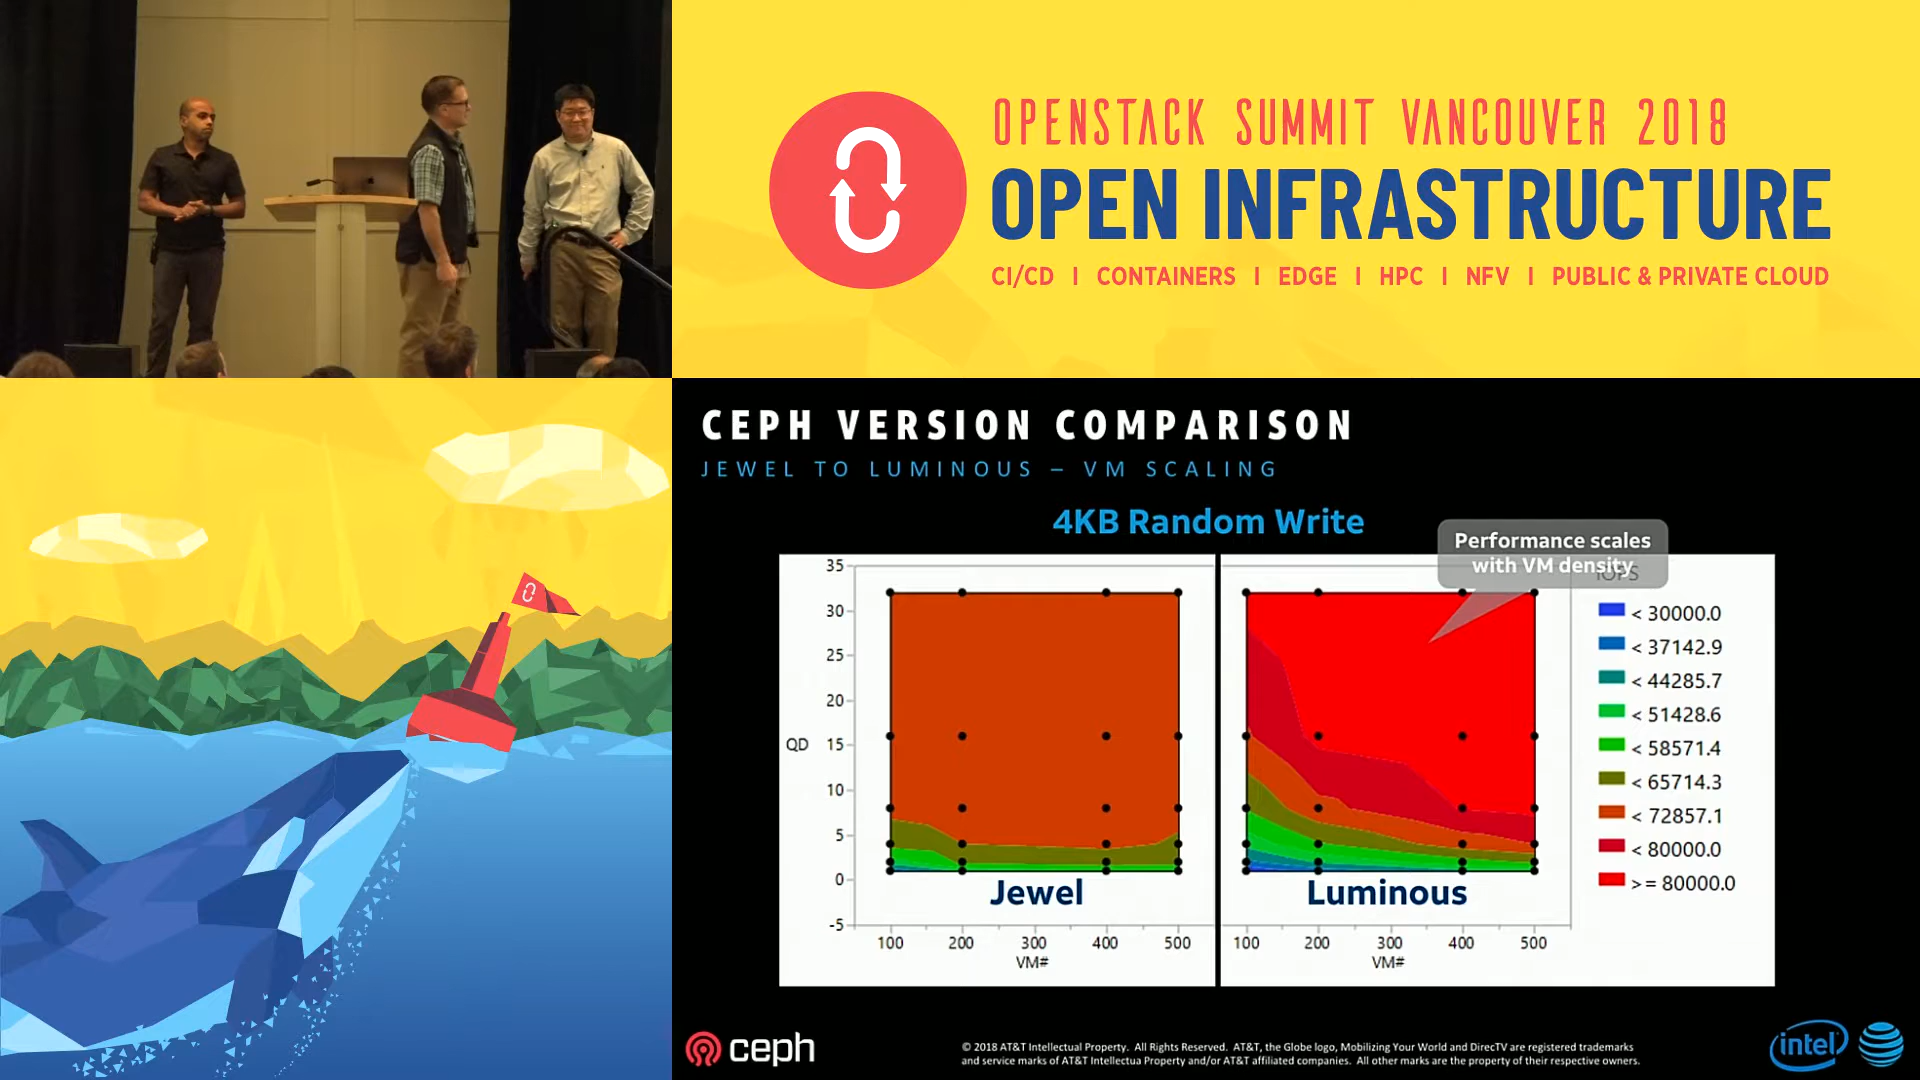 OPENSTACK SUMMIT VANCOUVER 2018
OPEN INFRASTRUCTURE
CI/CD I CONTAINERS I EDGE I HPC I NFV I PUBLIC & PRIVATE CLOUD
CEPH VERSION COMPARISON
JEWEL TO LUMINOUS – VM SCALING
4KB Random Write
Performance scales
with VM density
IOPS
35
30
25
20
QD
15
10
5
0
-5
Jewel
100 200 300 400 500
VM#
Luminous
100 200 300 400 500
VM#
< 30000.0
< 37142.9
< 44285.7
< 51428.6
< 58571.4
< 65714.3
< 72857.1
< 80000.0
>= 80000.0
ceph
© 2018 AT&T Intellectual Property. All Rights Reserved. AT&T, the Globe logo, Mobilizing Your World and DirecTV are registered trademarks
and service marks of AT&T Intellectua Property and/or AT&T affiliated companies. All other marks are the property of their respective owners.
intel